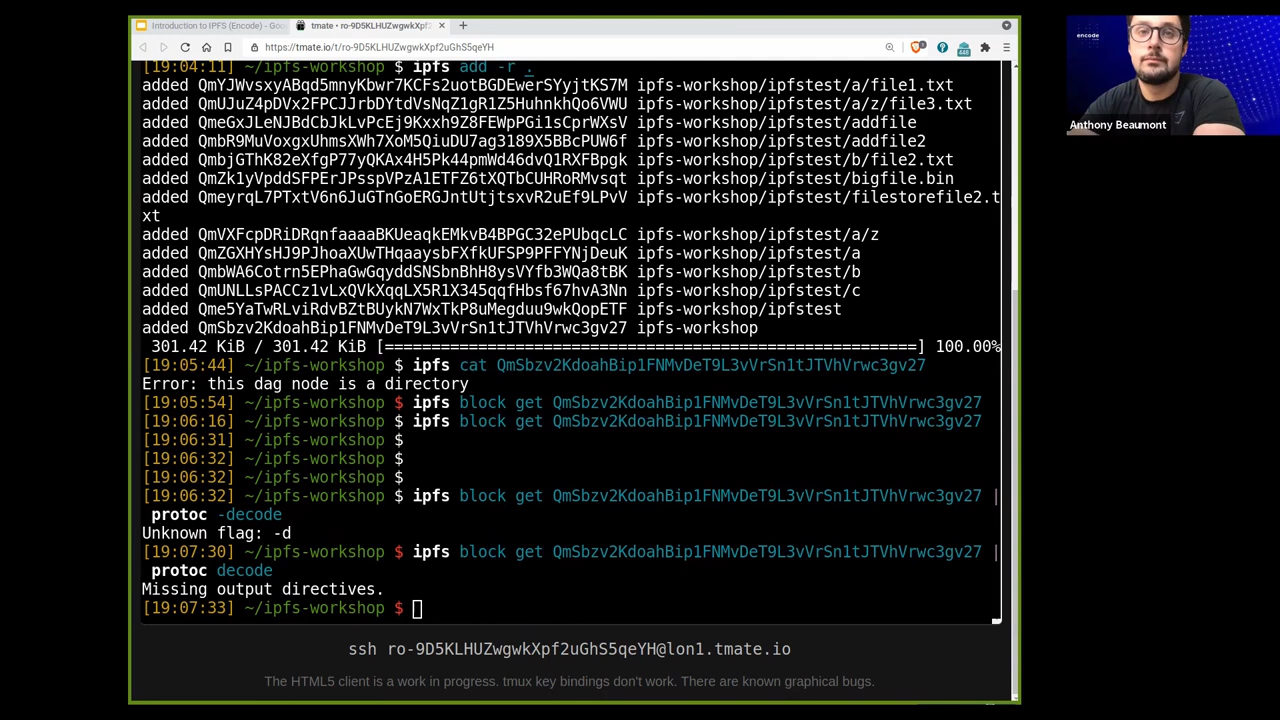 Introduction to IPFS (Encode) - Goo
tmate • ro-9D5KLHUZwgwkXpf2
https://tmate.io/t/ro-9D5KLHUZwgwkXpf2uGhS5qeYH
[19:04:11] ~/ipfs-workshop $ ipfs add -r .
added QmYJWvsxyABqd5mnyKbwr7KCFs2uotBGDEwerSYyjtKS7M ipfs-workshop/ipfstest/a/file1.txt
added QmUJuZ4pDVx2FPCJJrbDYtdVsNqZ1gR1Z5HuhnkhQo6VWU ipfs-workshop/ipfstest/a/z/file3.txt
added QmeGxJLeNJBdCbJkLvPcEj9Kxxh9Z8FEWpPGi1sCprWXsV ipfs-workshop/ipfstest/addfile
added QmbR9MuVoxgxUhmsXWh7XoM5QiuDU7ag3189X5BBcPUW6f ipfs-workshop/ipfstest/addfile2
added QmbjGThK82eXfgP77yQKAx4H5Pk44pmWd46dvQ1RXFBpgk ipfs-workshop/ipfstest/b/file2.txt
added QmZk1yVpddSFPErJPsspVPzA1ETFZ6tXQTbCUHRoRMvsqt ipfs-workshop/ipfstest/bigfile.bin
added QmeyrqL7PTxtV6n6JuGTnGoERGJntUtjtsxvR2uEf9LPvV ipfs-workshop/ipfstest/filestorefile2.t
xt
added QmVXFcpDRiDRqnfaaaaBKUeaqkEMkvB4BPGC32ePUbqcLC ipfs-workshop/ipfstest/a/z
added QmZGXHYsHJ9PJhoaXUwTHqaaysbFXfkUFSP9PFFYNjDeuK ipfs-workshop/ipfstest/a
added QmbWA6Cotrn5EPhaGwGqyddSNSbnBhH8ysVYfb3WQa8tBK ipfs-workshop/ipfstest/b
added QmUNLLsPACCz1vLxQVkXqqLX5R1X345qqfHbsf67hvA3Nn ipfs-workshop/ipfstest/c
added Qme5YaTwRLviRdvBZtBUykN7WxTkP8uMegduu9wkQopETF ipfs-workshop/ipfstest
added QmSbzv2KdoahBip1FNMvDeT9L3vVrSn1tJTVhVrwc3gv27 ipfs-workshop
301.42 KiB / 301.42 KiB [=========================================================] 100.00%
[19:05:44] ~/ipfs-workshop $ ipfs cat QmSbzv2KdoahBip1FNMvDeT9L3vVrSn1tJTVhVrwc3gv27
Error: this dag node is a directory
[19:05:54] ~/ipfs-workshop $ ipfs block get QmSbzv2KdoahBip1FNMvDeT9L3vVrSn1tJTVhVrwc3gv27
[19:06:16] ~/ipfs-workshop $ ipfs block get QmSbzv2KdoahBip1FNMvDeT9L3vVrSn1tJTVhVrwc3gv27
[19:06:31] ~/ipfs-workshop $
[19:06:32] ~/ipfs-workshop $
[19:06:32] ~/ipfs-workshop $
[19:06:32] ~/ipfs-workshop $ ipfs block get QmSbzv2KdoahBip1FNMvDeT9L3vVrSn1tJTVhVrwc3gv27 |
protoc -decode
Unknown flag: -d
[19:07:30] ~/ipfs-workshop $ ipfs block get QmSbzv2KdoahBip1FNMvDeT9L3vVrSn1tJTVhVrwc3gv27 |
protoc decode
Missing output directives.
[19:07:33] ~/ipfs-workshop $
ssh ro-9D5KLHUZwgwkXpf2uGhS5qeYH@lon1.tmate.io
The HTML5 client is a work in progress. tmux key bindings don't work. There are known graphical bugs.
encode
Anthony Beaumont